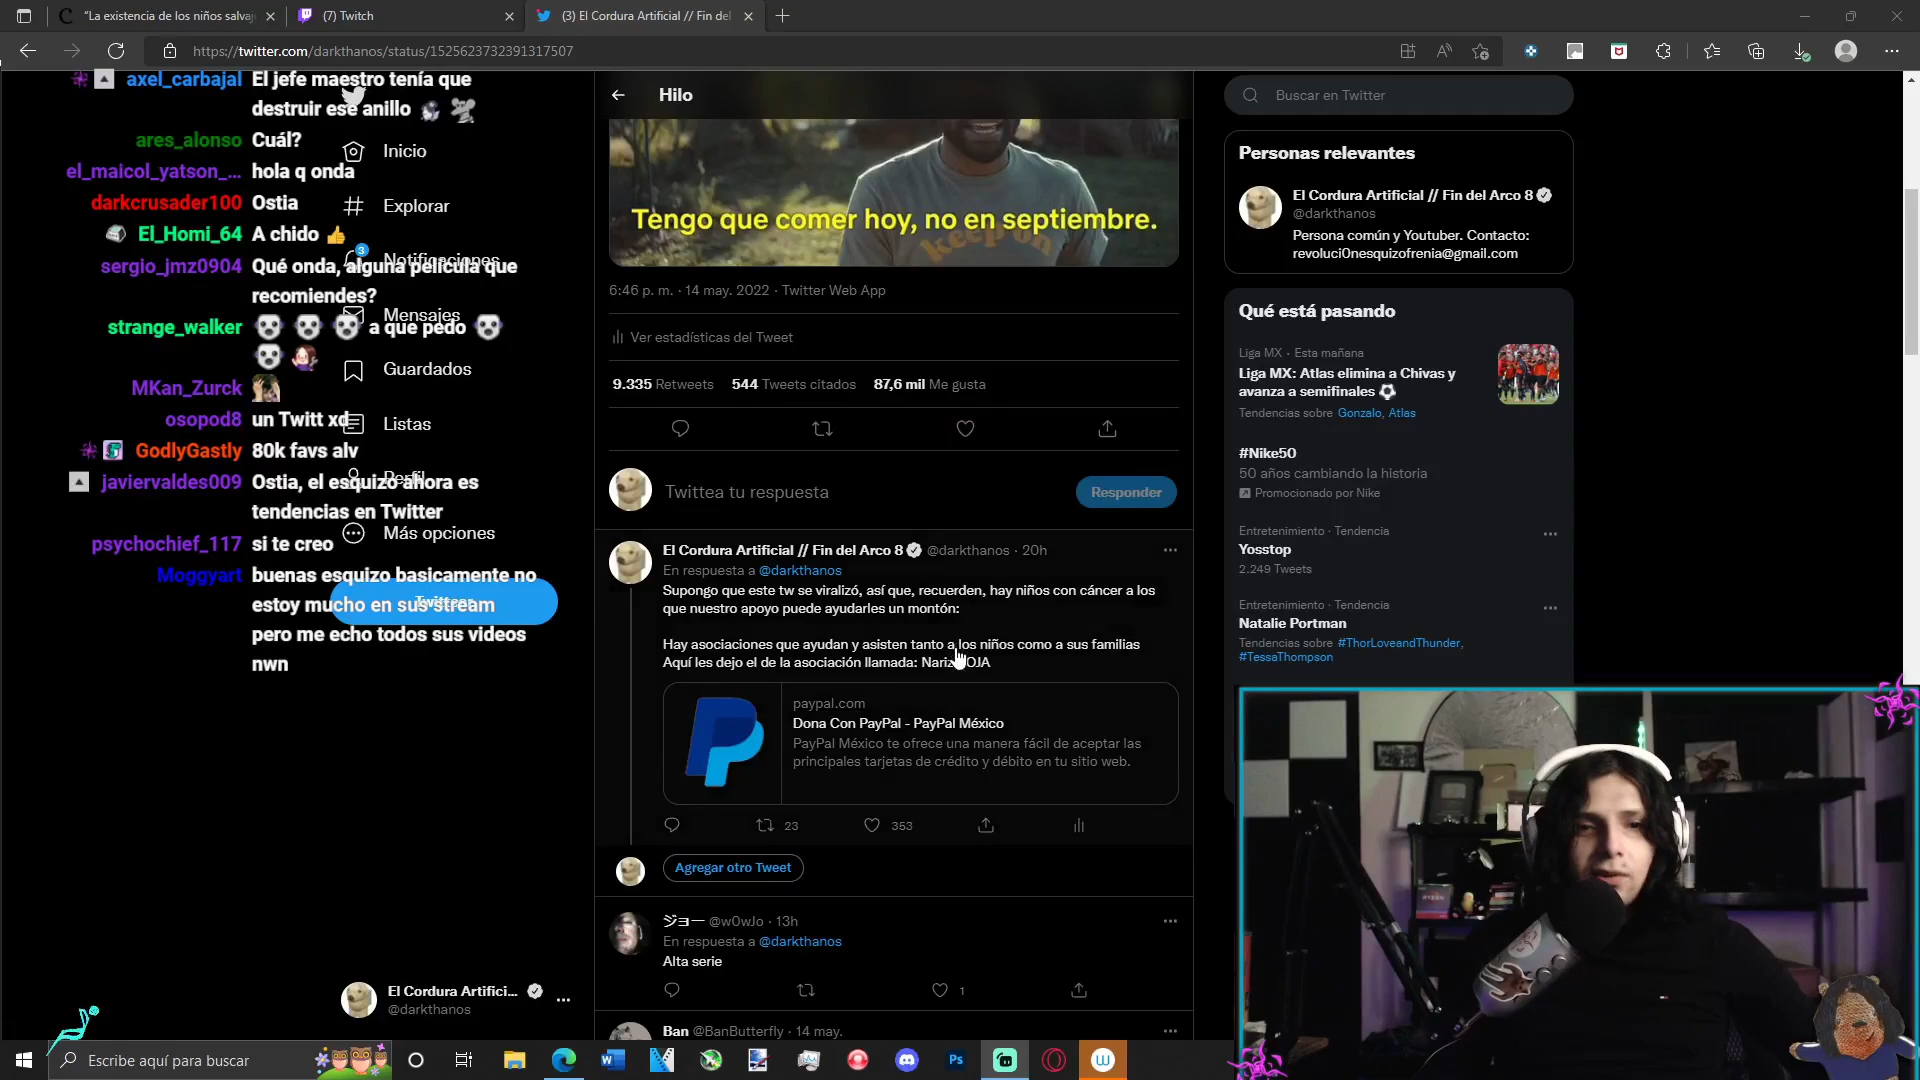 “La existencia de los niños salvaj
(7) Twitch
(3) El Cordura Artificial // Fin del
https://twitter.com/darkthanos/status/1525623732391317507
axel_carbajal El jefe maestro tenía que
destruir ese anillo
ares_alonso Cuál?
el_maicol_yatson_... hola q onda
darkcrusader100 Ostia
El_Homi_64 A chido 👍
sergio_jmz0904 Qué onda, alguna película que
recomiendes?
strange_walker a que pedo
MKan_Zurck
osopod8 un Twitt xd
GodlyGastly 80k favs alv
javiervaldes009 Ostia, el esquizo ahora es
tendencias en Twitter
psychochief_117 si te creo
Moggyart buenas esquizo basicamente no
estoy mucho en sus stream
pero me echo todos sus videos
nwn
Inicio
Explorar
3
Notificaciones
Mensajes
Guardados
Listas
Perfil
Más opciones
Twittear
El Cordura Artifici...
@darkthanos
Hilo
keep on
Tengo que comer hoy, no en septiembre.
6:46 p. m. · 14 may. 2022 · Twitter Web App
Ver estadísticas del Tweet
9.335 Retweets 544 Tweets citados 87,6 mil Me gusta
Twittea tu respuesta
Responder
El Cordura Artificial // Fin del Arco 8 @darkthanos · 20h
En respuesta a @darkthanos
Supongo que este tw se viralizó, así que, recuerden, hay niños con cáncer a los
que nuestro apoyo puede ayudarles un montón:
Hay asociaciones que ayudan y asisten tanto a los niños como a sus familias
Aquí les dejo el de la asociación llamada: Nariz ROJA
paypal.com
Dona Con PayPal - PayPal México
PayPal México te ofrece una manera fácil de aceptar las
principales tarjetas de crédito y débito en tu sitio web.
23 353
Agregar otro Tweet
ジョー @w0wJo · 13h
En respuesta a @darkthanos
Alta serie
1
Ban @BanButterfly · 14 may.
Buscar en Twitter
Personas relevantes
El Cordura Artificial // Fin del Arco 8
@darkthanos
Persona común y Youtuber. Contacto:
revoluci0nesquizofrenia@gmail.com
Qué está pasando
Liga MX · Esta mañana
Liga MX: Atlas elimina a Chivas y
avanza a semifinales ⚽
Tendencias sobre Gonzalo, Atlas
#Nike50
50 años cambiando la historia
Promocionado por Nike
Entretenimiento · Tendencia
Yosstop
2.249 Tweets
Entretenimiento · Tendencia
Natalie Portman
Tendencias sobre #ThorLoveandThunder,
#TessaThompson
RYZEN
Escribe aquí para buscar